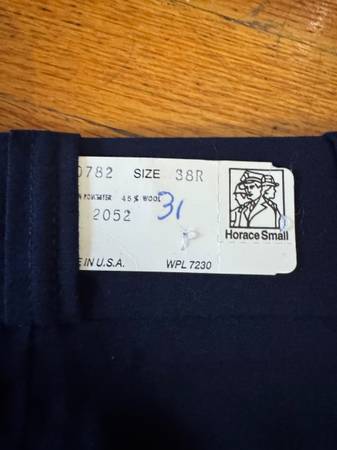 0782 SIZE 38R
POLYESTER 45% WOOL
2052 31
E IN U.S.A. WPL 7230
Horace Small